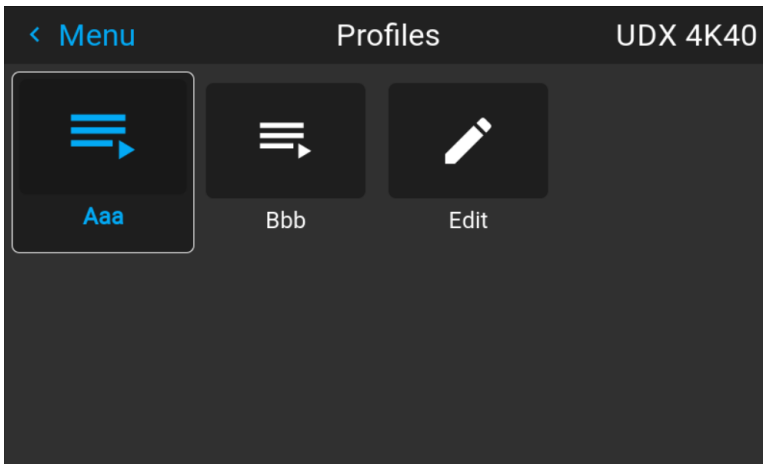 Menu
Profiles
UDX 4K40
Aaa
Bbb
Edit